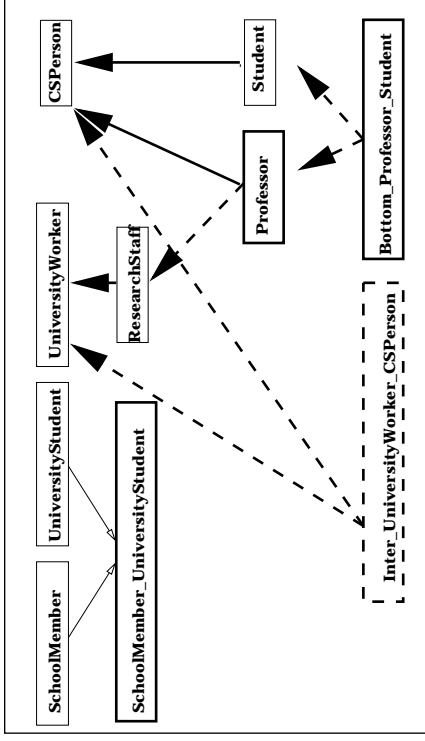 SchoolMember
UniversityStudent
UniversityWorker
CSPerson
SchoolMember_UniversityStudent
ResearchStaff
Professor
Student
Inter_UniversityWorker_CSPerson
Bottom_Professor_Student